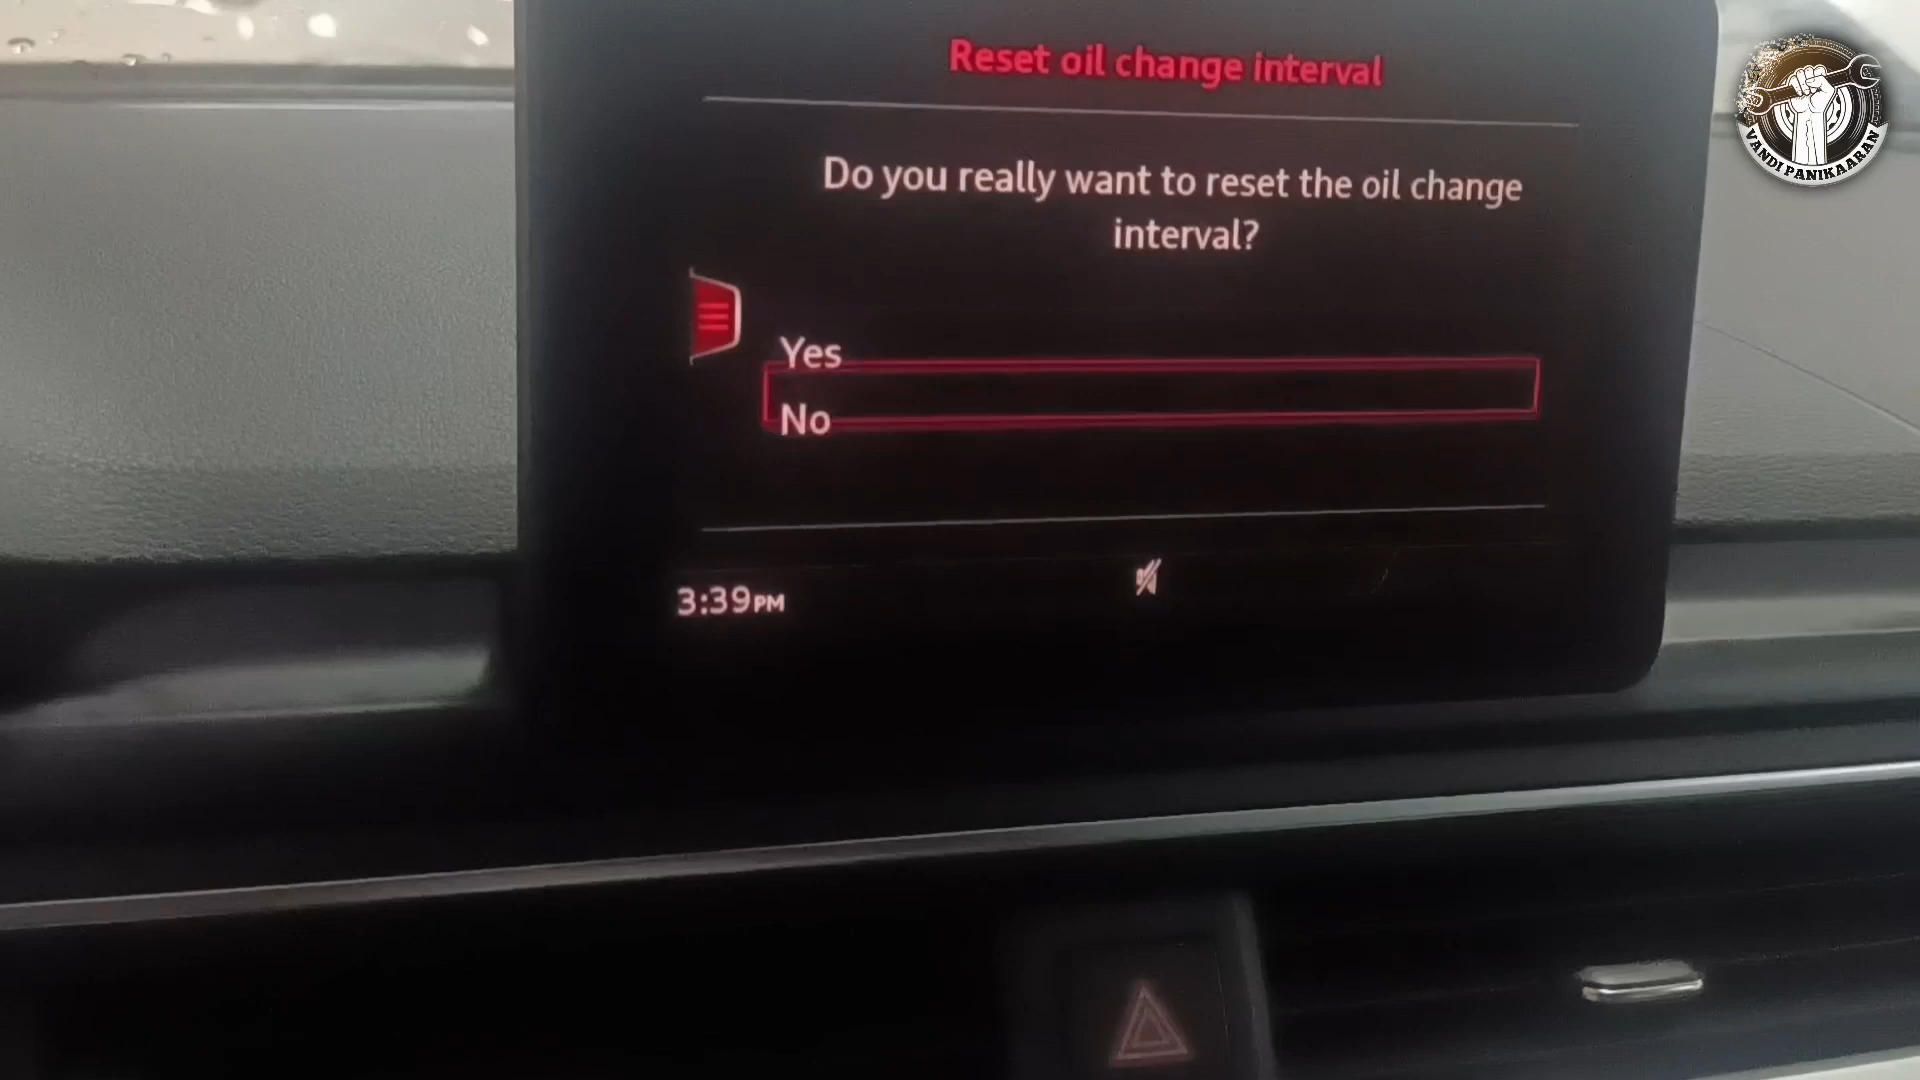 Reset oil change interval
Do you really want to reset the oil change
interval?
Yes
No
3:39PM
VANDI PANIKAARAN